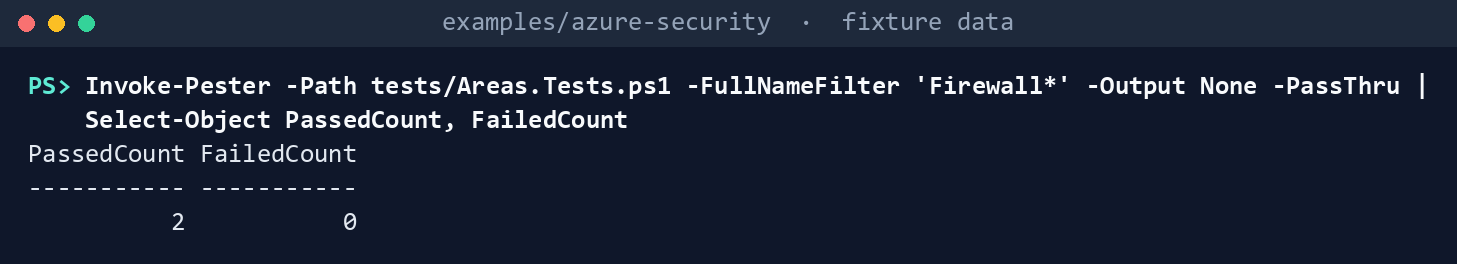 examples/azure-security · fixture data
PS> Invoke-Pester -Path tests/Areas.Tests.ps1 -FullNameFilter 'Firewall*' -Output None -PassThru |
Select-Object PassedCount, FailedCount
PassedCount FailedCount
----------- -----------
2 0